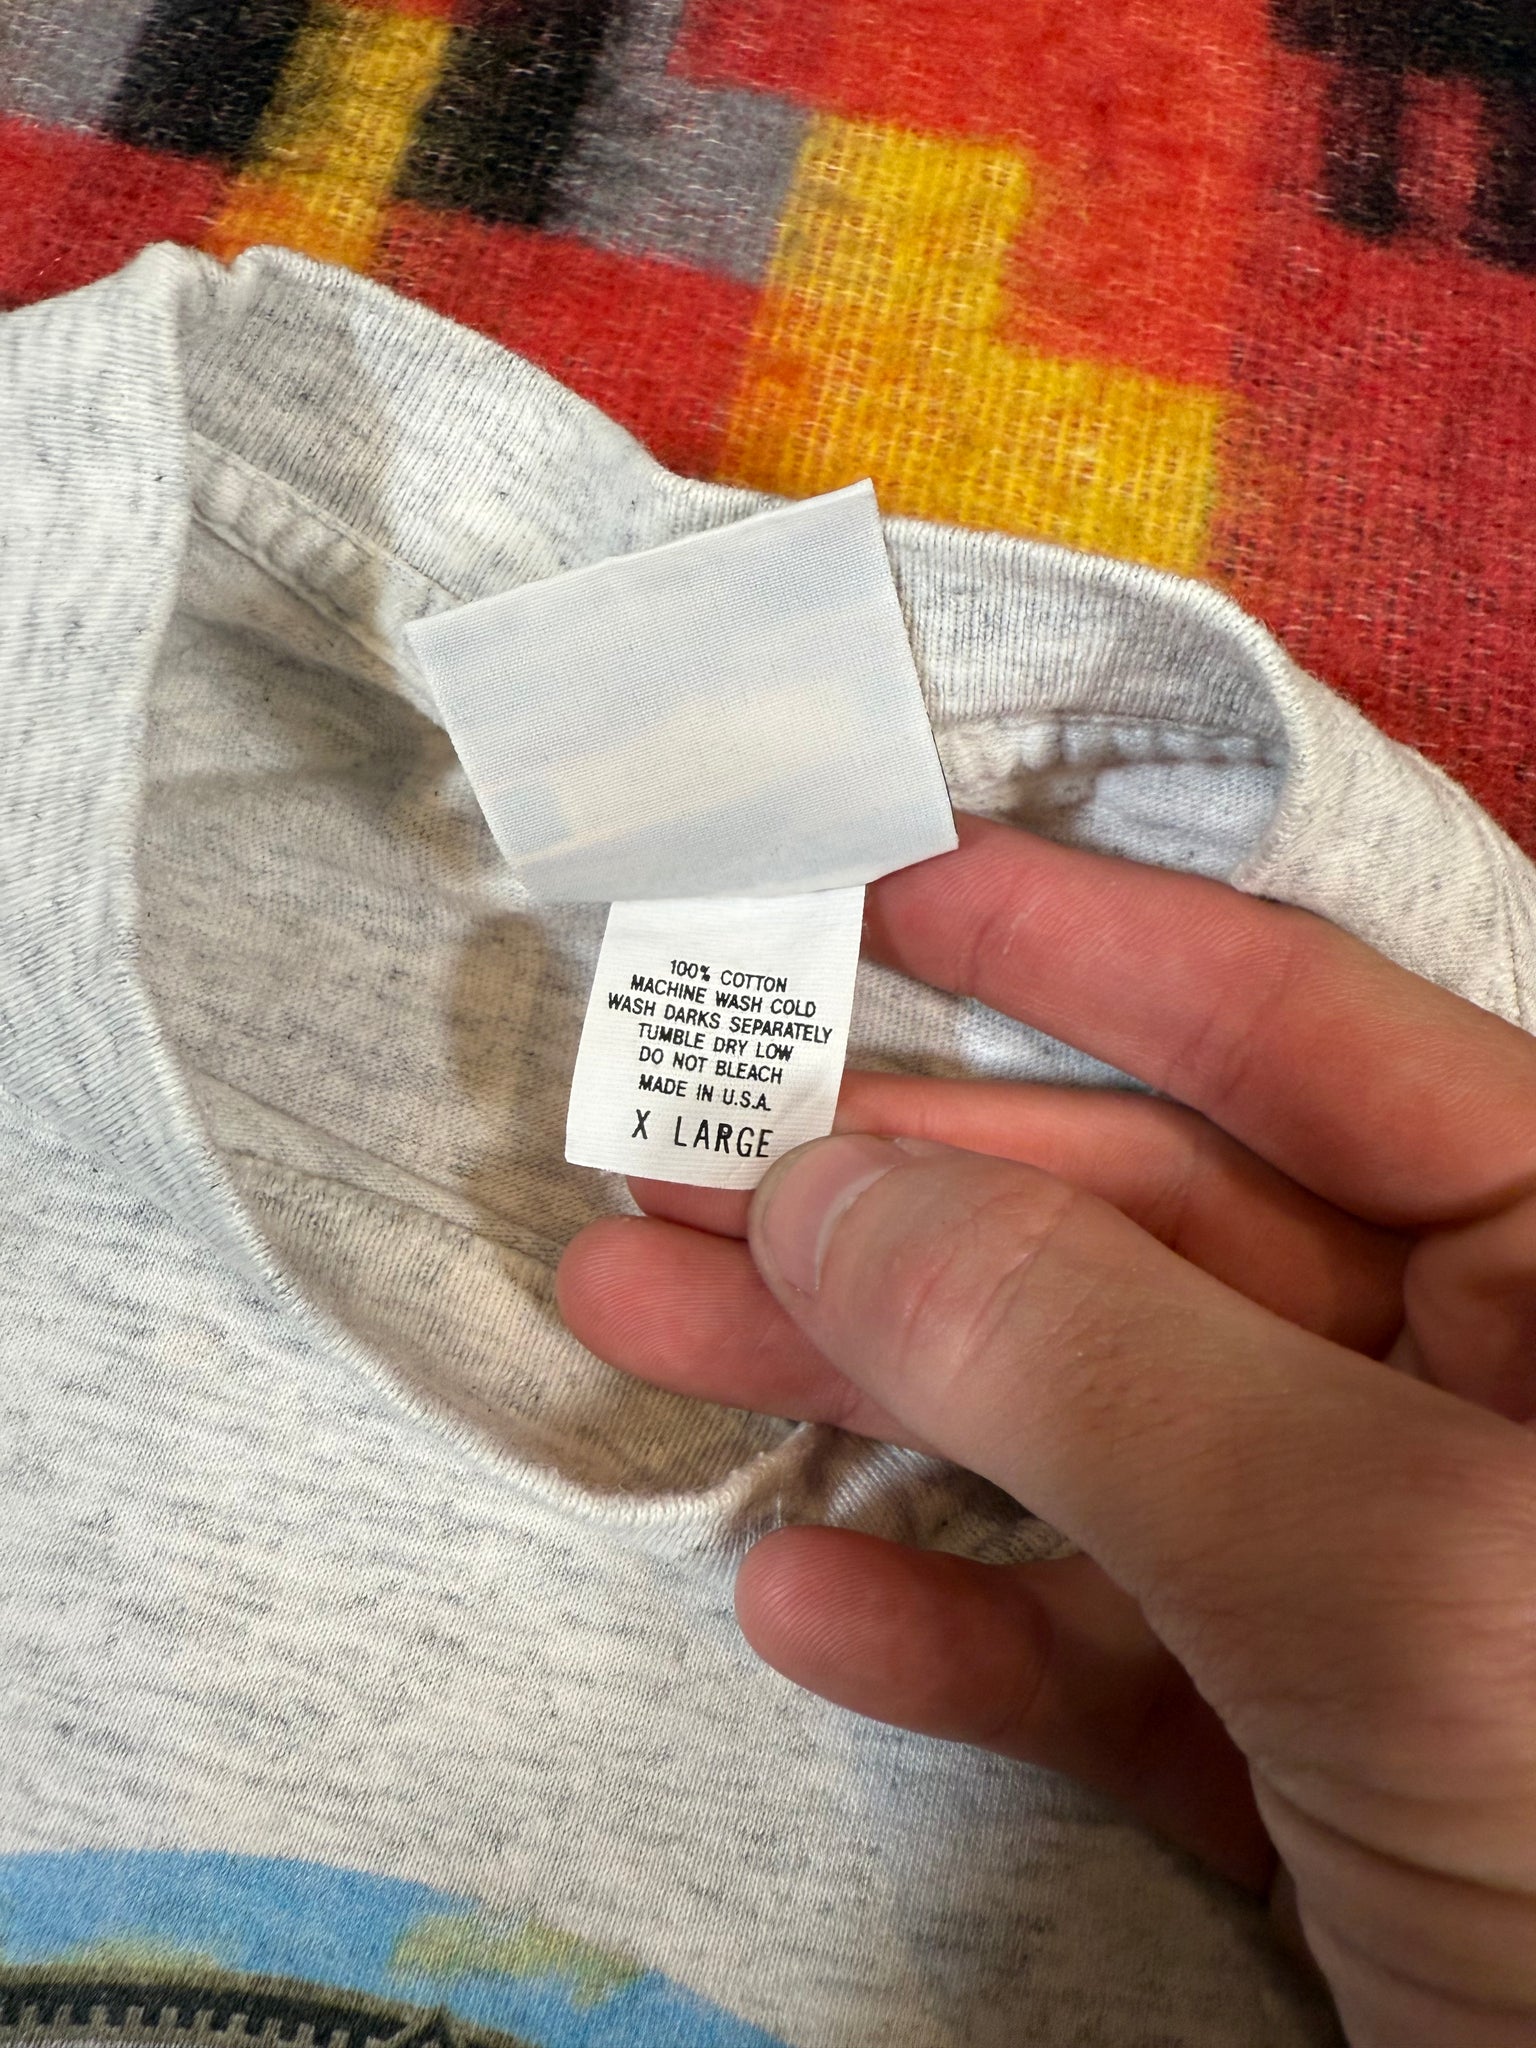 100% COTTON
MACHINE WASH COLD
WASH DARKS SEPARATELY
TUMBLE DRY LOW
DO NOT BLEACH
MADE IN U.S.A.
X LARGE